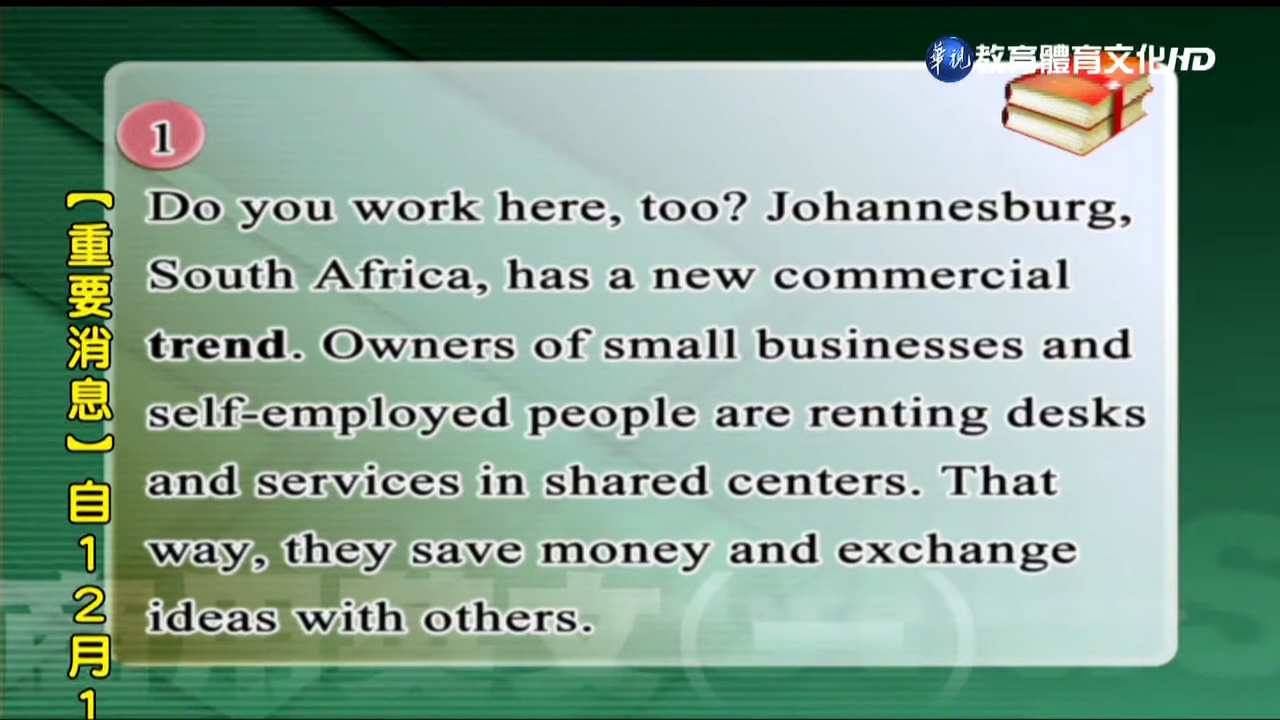 華視 教育體育文化HD
1
Do you work here, too? Johannesburg,
South Africa, has a new commercial
trend. Owners of small businesses and
self-employed people are renting desks
and services in shared centers. That
way, they save money and exchange
ideas with others.
【重要消息】自12月1